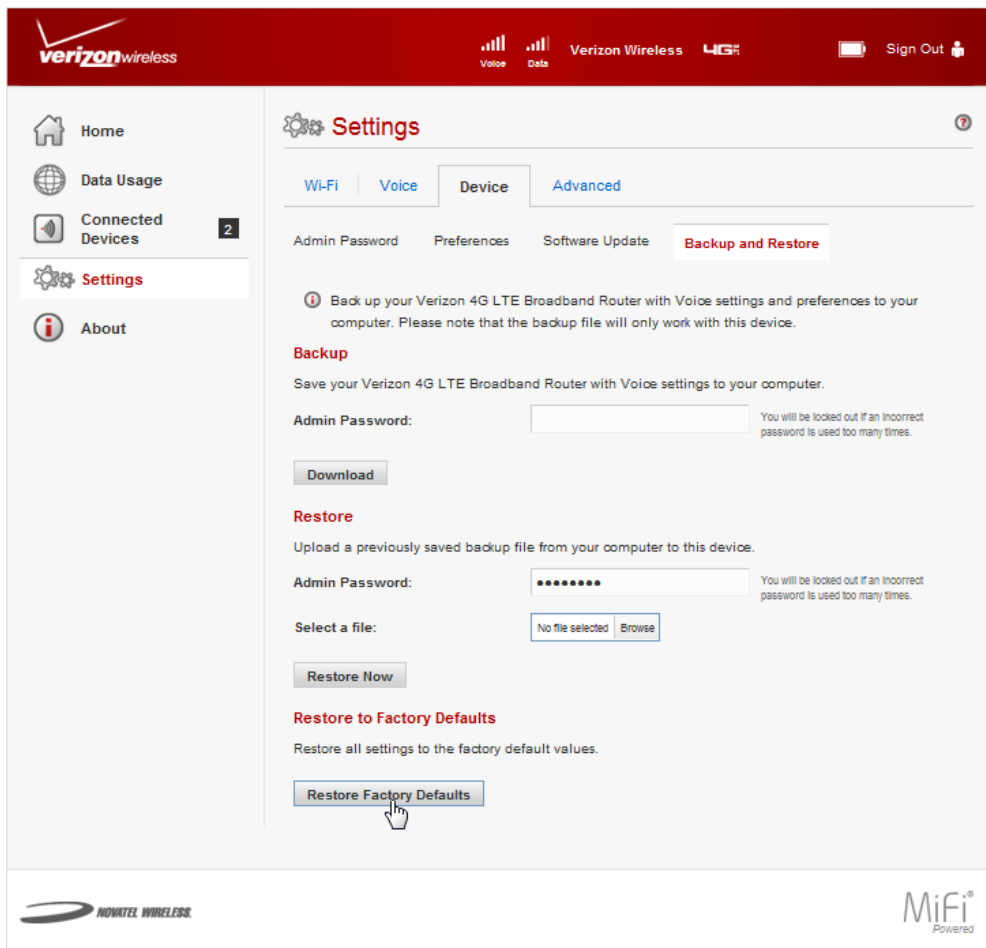 verizonwireless
Voice
Data
Verizon Wireless
4G LTE
Sign Out
Home
Data Usage
Connected
Devices
2
Settings
About
Settings
?
Wi-Fi
Voice
Device
Advanced
Admin Password
Preferences
Software Update
Backup and Restore
Back up your Verizon 4G LTE Broadband Router with Voice settings and preferences to your
computer. Please note that the backup file will only work with this device.
Backup
Save your Verizon 4G LTE Broadband Router with Voice settings to your computer.
Admin Password:
You will be locked out if an incorrect
password is used too many times.
Download
Restore
Upload a previously saved backup file from your computer to this device.
Admin Password:
••••••••
You will be locked out if an incorrect
password is used too many times.
Select a file:
No file selected
Browse
Restore Now
Restore to Factory Defaults
Restore all settings to the factory default values.
Restore Factory Defaults
NOVATEL WIRELESS.
MiFi®
Powered